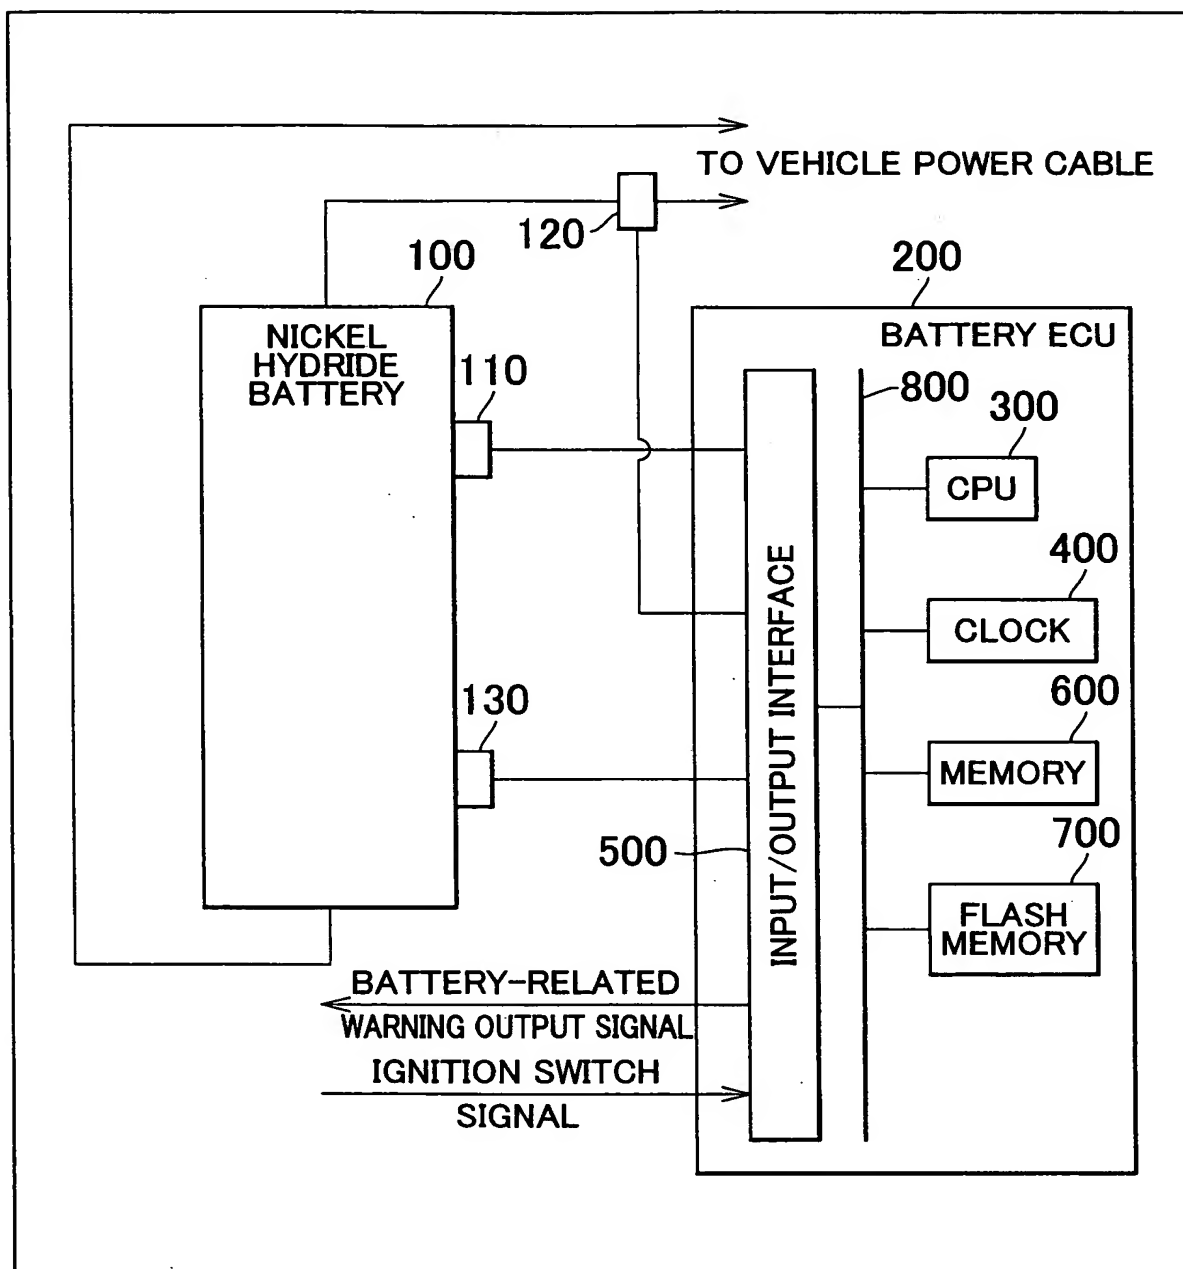 TO VEHICLE POWER CABLE
120
100
200
NICKEL
HYDRIDE
BATTERY
BATTERY ECU
110
800
300
CPU
400
CLOCK
INPUT/OUTPUT INTERFACE
130
600
MEMORY
500
700
FLASH
MEMORY
BATTERY-RELATED
WARNING OUTPUT SIGNAL
IGNITION SWITCH
SIGNAL